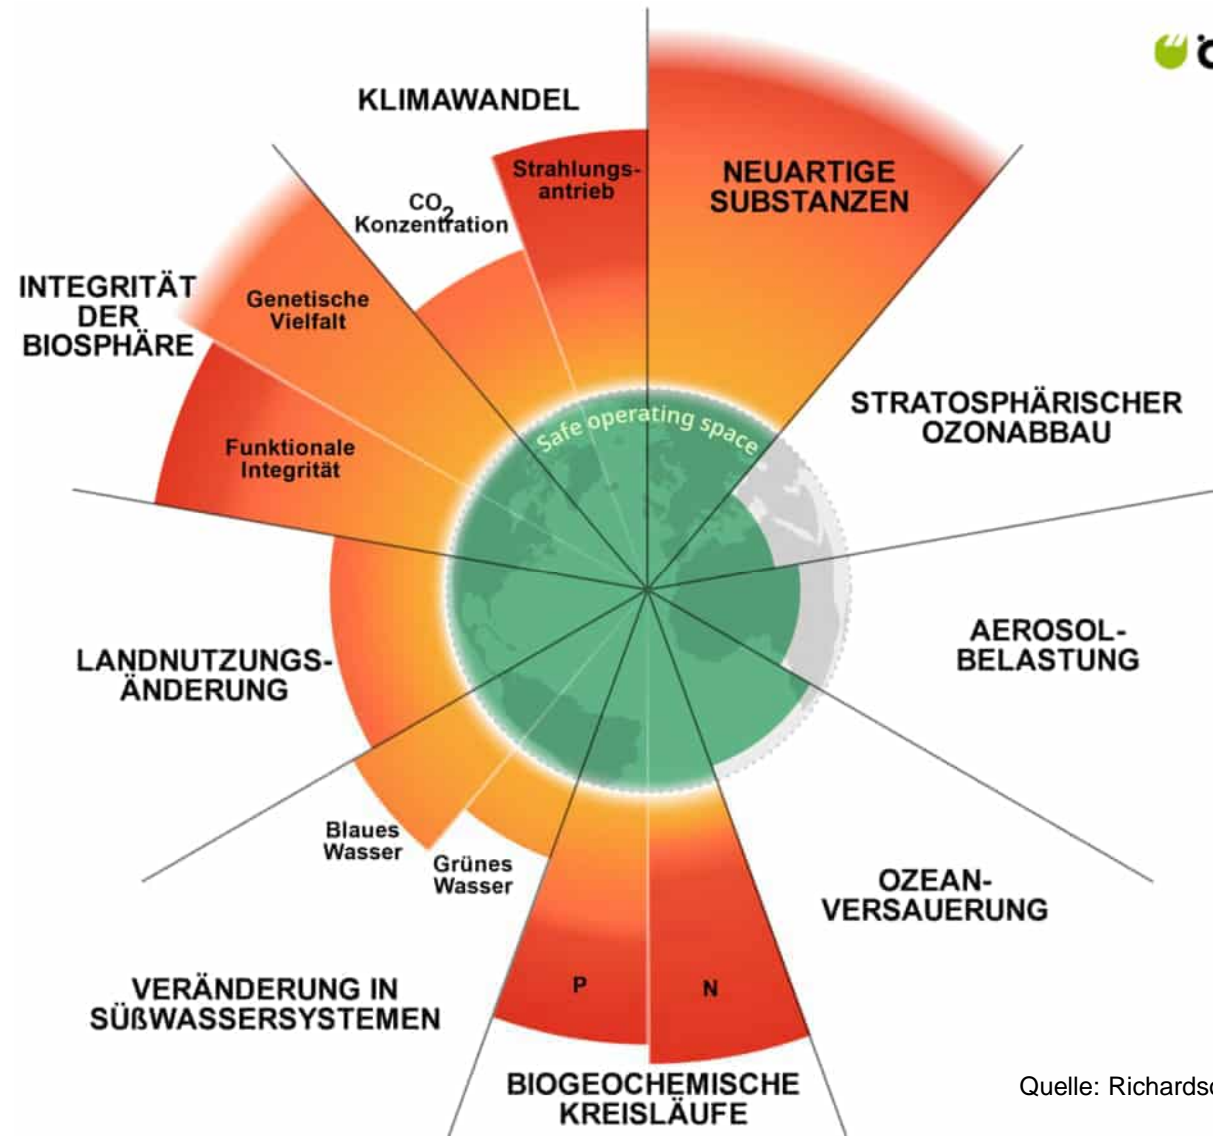 KLIMAWANDEL
Strahlungs-
antrieb
CO2
Konzentration
NEUARTIGE
SUBSTANZEN
INTEGRITÄT
DER
BIOSPHÄRE
Genetische
Vielfalt
Funktionale
Integrität
Safe operating space
STRATOSPHÄRISCHER
OZONABBAU
AEROSOL-
BELASTUNG
LANDNUTZUNGS-
ÄNDERUNG
Blaues
Wasser
Grünes
Wasser
OZEAN-
VERSAUERUNG
P
N
VERÄNDERUNG IN
SÜßWASSERSYSTEMEN
BIOGEOCHEMISCHE
KREISLÄUFE
Quelle: